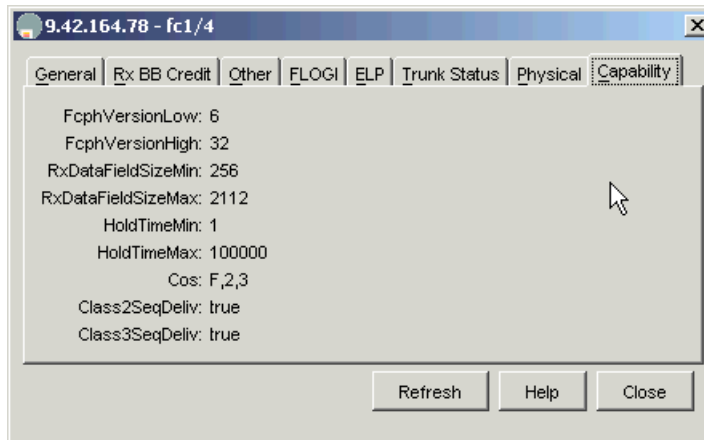 9.42.164.78 - fc1/4
General Rx BB Credit Other FLOGI ELP Trunk Status Physical Capability
FcphVersionLow: 6
FcphVersionHigh: 32
RxDataFieldSizeMin: 256
RxDataFieldSizeMax: 2112
HoldTimeMin: 1
HoldTimeMax: 100000
Cos: F,2,3
Class2SeqDeliv: true
Class3SeqDeliv: true
Refresh Help Close